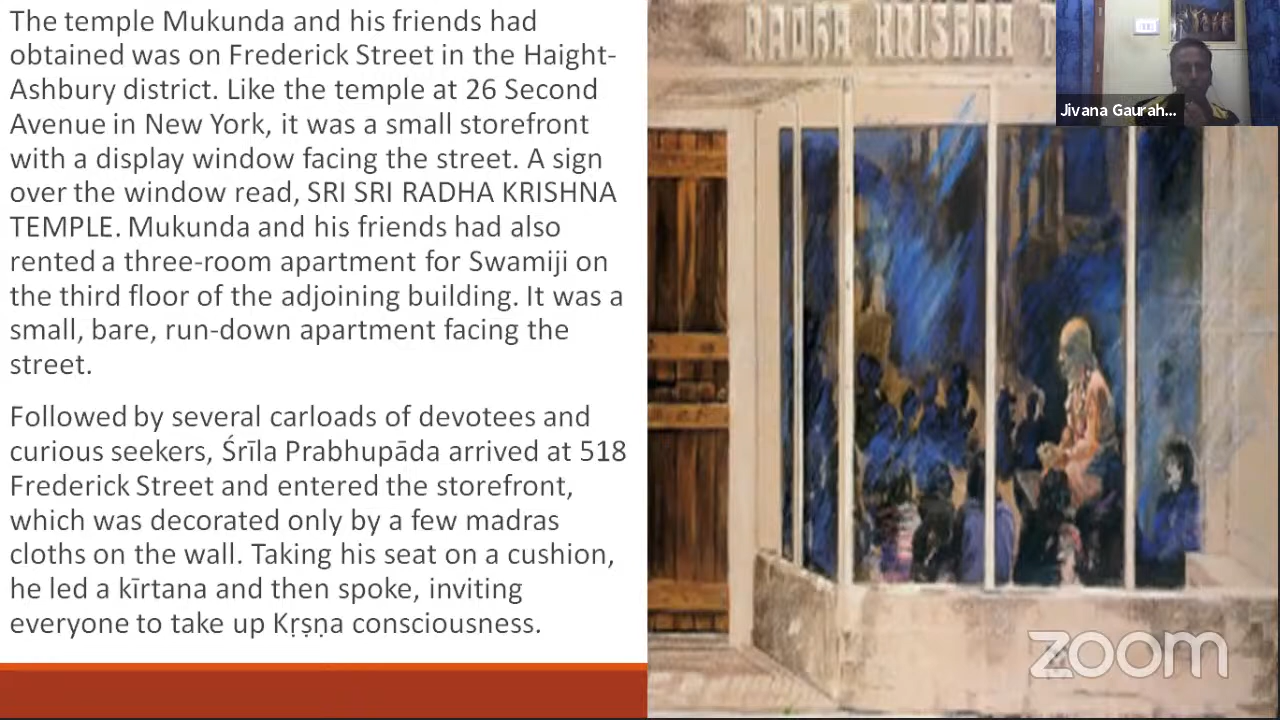 The temple Mukunda and his friends had
obtained was on Frederick Street in the Haight-
Ashbury district. Like the temple at 26 Second
Avenue in New York, it was a small storefront
with a display window facing the street. A sign
over the window read, SRI SRI RADHA KRISHNA
TEMPLE. Mukunda and his friends had also
rented a three-room apartment for Swamiji on
the third floor of the adjoining building. It was a
small, bare, run-down apartment facing the
street.
Followed by several carloads of devotees and
curious seekers, Śrīla Prabhupāda arrived at 518
Frederick Street and entered the storefront,
which was decorated only by a few madras
cloths on the wall. Taking his seat on a cushion,
he led a kīrtana and then spoke, inviting
everyone to take up Kṛṣṇa consciousness.
RADHA KRISHNA T
Jivana Gaurah...
zoom